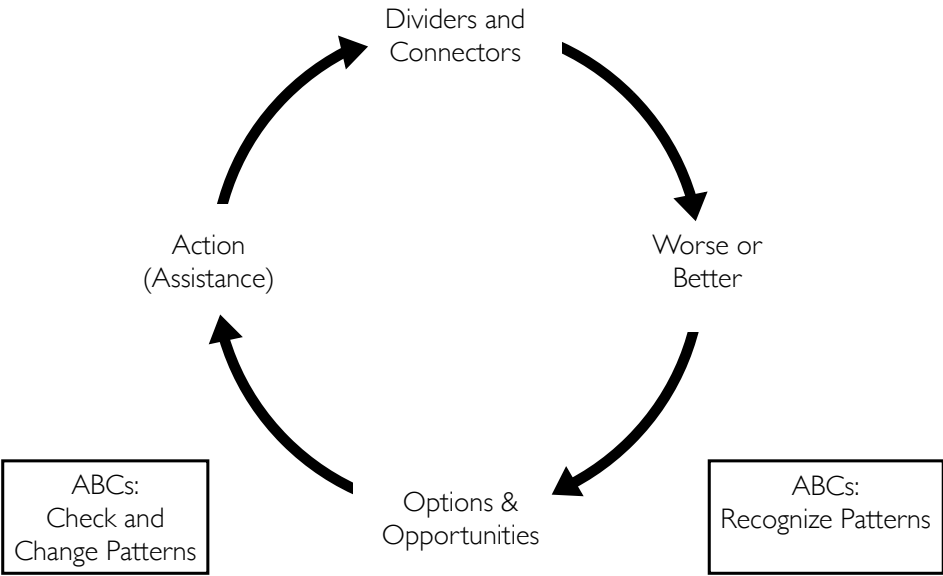 Dividers and
Connectors
Action
(Assistance)
Worse or
Better
ABCs:
Check and
Change Patterns
Options &
Opportunities
ABCs:
Recognize Patterns